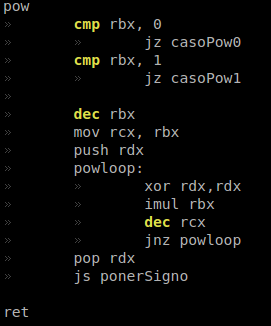 pow
» cmp rbx, 0
» » jz casoPow0
» cmp rbx, 1
» » jz casoPow1
»
» dec rbx
» mov rcx, rbx
» push rdx
» powloop:
» » xor rdx,rdx
» » imul rbx
» » dec rcx
» » jnz powloop
» pop rdx
» js ponerSigno

ret